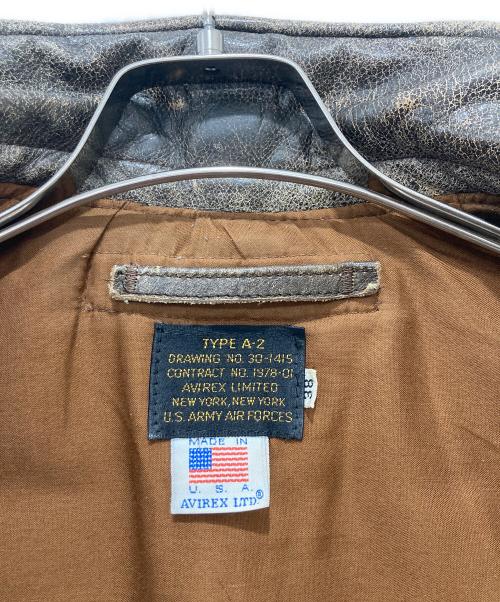 TYPE A-2
DRAWING NO. 30-1415
CONTRACT NO. 1978-01
AVIREX LIMITED
NEW YORK, NEW YORK
U.S. ARMY AIR FORCES
38
MADE IN
U. S. A.
AVIREX LTD.®